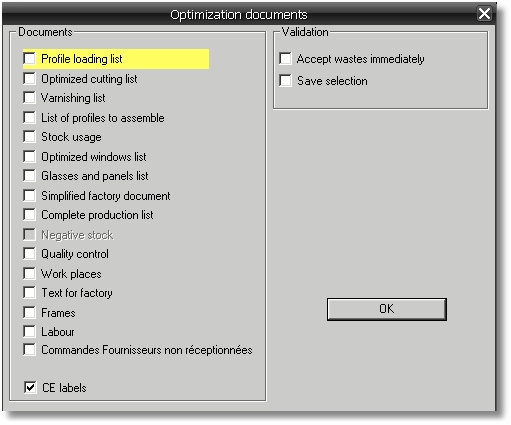 Optimization documents
Documents
Profile loading list
Optimized cutting list
Varnishing list
List of profiles to assemble
Stock usage
Optimized windows list
Glasses and panels list
Simplified factory document
Complete production list
Negative stock
Quality control
Work places
Text for factory
Frames
Labour
Commandes Fournisseurs non réceptionnées
CE labels
Validation
Accept wastes immediately
Save selection
OK